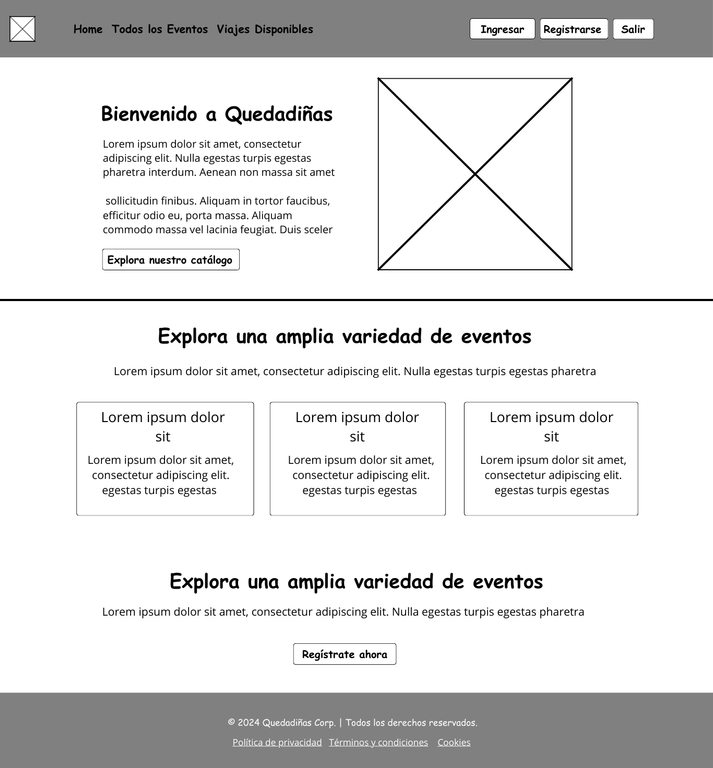 Home Todos los Eventos Viajes Disponibles Ingresar Registrarse Salir
Bienvenido a Quedadiñas
Lorem ipsum dolor sit amet, consectetur
adipiscing elit. Nulla egestas turpis egestas
pharetra interdum. Aenean non massa sit amet
sollicitudin finibus. Aliquam in tortor faucibus,
efficitur odio eu, porta massa. Aliquam
commodo massa vel lacinia feugiat. Duis sceler
Explora nuestro catálogo
Explora una amplia variedad de eventos
Lorem ipsum dolor sit amet, consectetur adipiscing elit. Nulla egestas turpis egestas pharetra
Lorem ipsum dolor
sit
Lorem ipsum dolor sit amet,
consectetur adipiscing elit.
egestas turpis egestas
Lorem ipsum dolor
sit
Lorem ipsum dolor sit amet,
consectetur adipiscing elit.
egestas turpis egestas
Lorem ipsum dolor
sit
Lorem ipsum dolor sit amet,
consectetur adipiscing elit.
egestas turpis egestas
Explora una amplia variedad de eventos
Lorem ipsum dolor sit amet, consectetur adipiscing elit. Nulla egestas turpis egestas pharetra
Regístrate ahora
© 2024 Quedadiñas Corp. | Todos los derechos reservados.
Política de privacidad Términos y condiciones Cookies